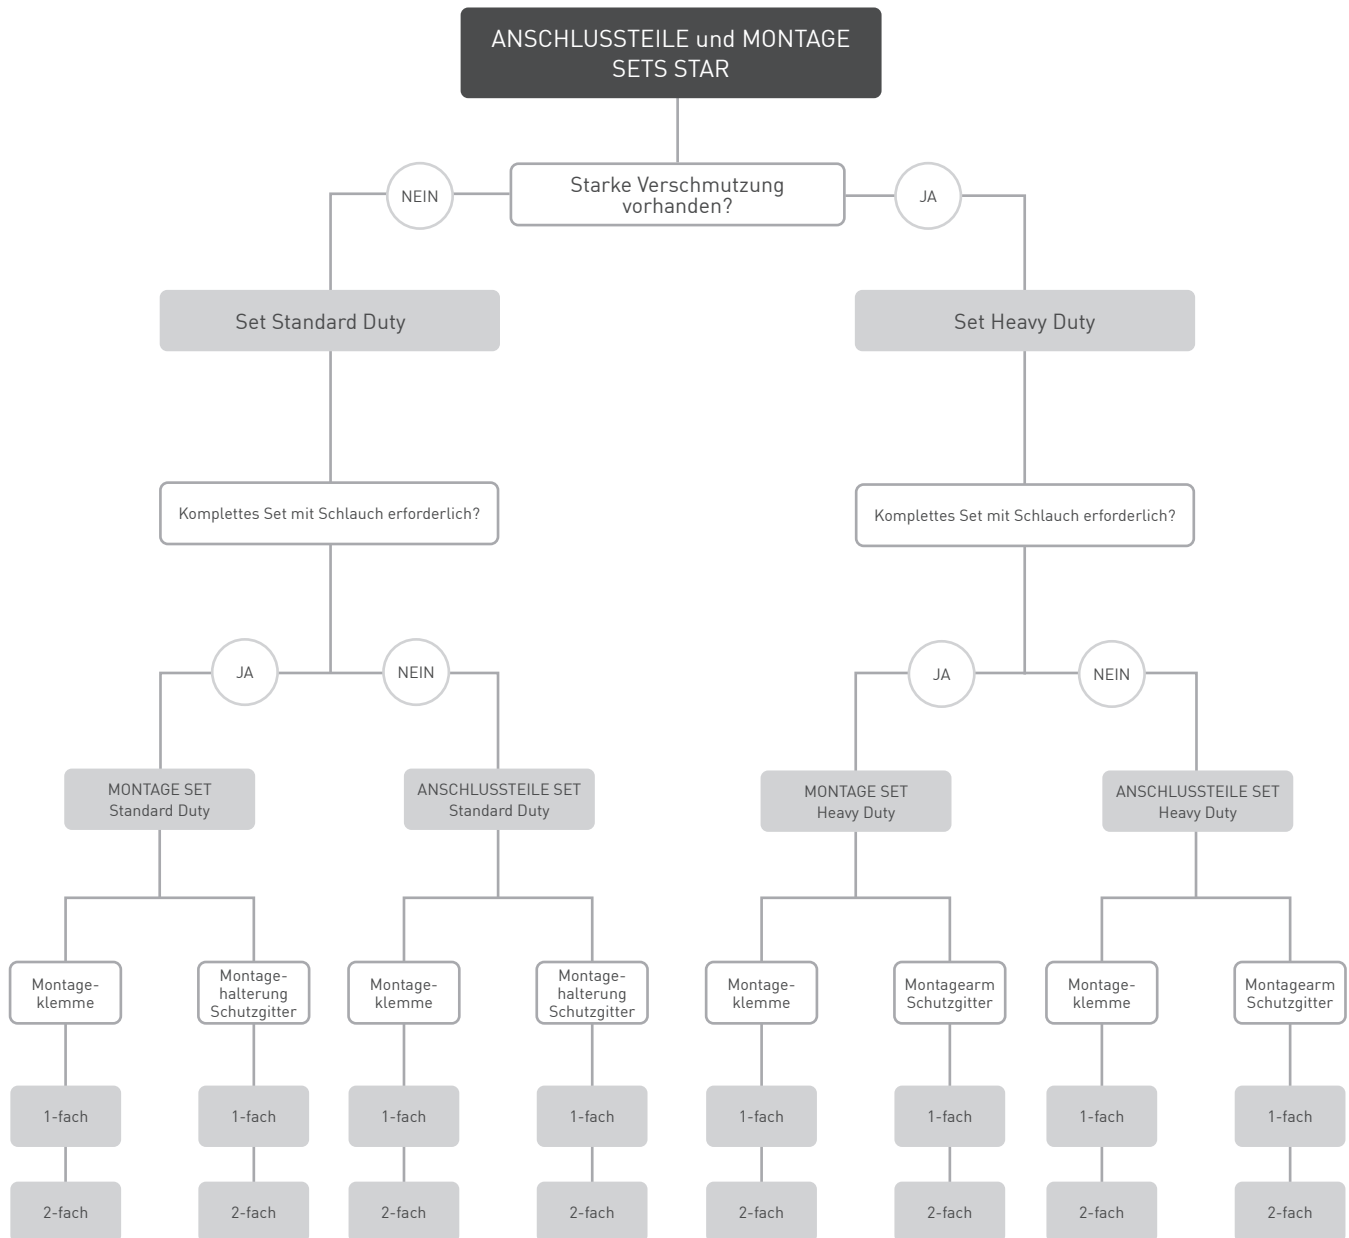 ANSCHLUSSTEILE und MONTAGE
SETS STAR
NEIN
Starke Verschmutzung
vorhanden?
JA
Set Standard Duty
Set Heavy Duty
Komplettes Set mit Schlauch erforderlich?
Komplettes Set mit Schlauch erforderlich?
JA
NEIN
JA
NEIN
MONTAGE SET
Standard Duty
ANSCHLUSSTEILE SET
Standard Duty
MONTAGE SET
Heavy Duty
ANSCHLUSSTEILE SET
Heavy Duty
Montage-
klemme
Montage-
halterung
Schutzgitter
Montage-
klemme
Montage-
halterung
Schutzgitter
Montage-
klemme
Montagearm
Schutzgitter
Montage-
klemme
Montagearm
Schutzgitter
1-fach
1-fach
1-fach
1-fach
1-fach
1-fach
1-fach
1-fach
2-fach
2-fach
2-fach
2-fach
2-fach
2-fach
2-fach
2-fach